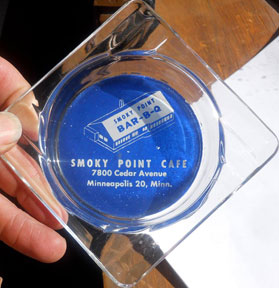 SMOKY POINT
BAR-B-Q
SMOKY POINT CAFE
7800 Cedar Avenue
Minneapolis 20, Minn.